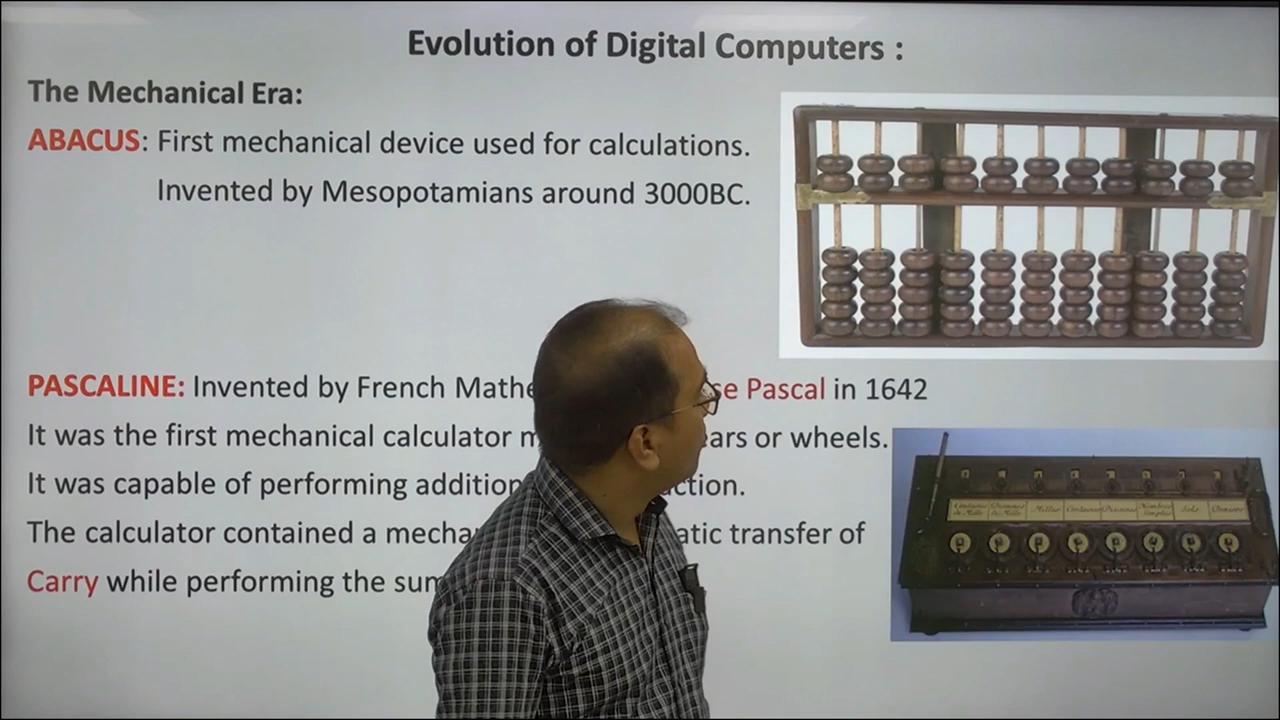 Evolution of Digital Computers :
The Mechanical Era:
ABACUS: First mechanical device used for calculations.
Invented by Mesopotamians around 3000BC.
PASCALINE: Invented by French Mathe se Pascal in 1642
It was the first mechanical calculator m ears or wheels.
It was capable of performing addition ction.
The calculator contained a mecha atic transfer of
Carry while performing the sum